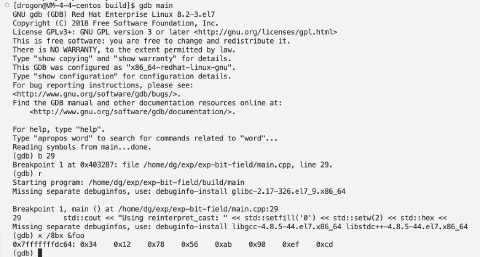 [drogon@VM-4-4-centos build]$ gdb main
GNU gdb (GDB) Red Hat Enterprise Linux 8.2-3.el7
Copyright (C) 2018 Free Software Foundation, Inc.
License GPLv3+: GNU GPL version 3 or later <http://gnu.org/licenses/gpl.html>
This is free software: you are free to change and redistribute it.
There is NO WARRANTY, to the extent permitted by law.
Type "show copying" and "show warranty" for details.
This GDB was configured as "x86_64-redhat-linux-gnu".
Type "show configuration" for configuration details.
For bug reporting instructions, please see:
<http://www.gnu.org/software/gdb/bugs/>.
Find the GDB manual and other documentation resources online at:
<http://www.gnu.org/software/gdb/documentation/>.
For help, type "help".
Type "apropos word" to search for commands related to "word"...
Reading symbols from main...done.
(gdb) b 29
Breakpoint 1 at 0x403287: file /home/dg/exp/exp-bit-field/main.cpp, line 29.
(gdb) r
Starting program: /home/dg/exp/exp-bit-field/build/main
Missing separate debuginfos, use: debuginfo-install glibc-2.17-326.el7_9.x86_64
Breakpoint 1, main () at /home/dg/exp/exp-bit-field/main.cpp:29
29 std::cout << "Using reinterpret_cast: " << std::setfill('0') << std::setw(2) << std::hex <<
Missing separate debuginfos, use: debuginfo-install libgcc-4.8.5-44.el7.x86_64 libstdc++-4.8.5-44.el7.x86_64
(gdb) x /8bx &foo
0x7fffffffdc64: 0x34 0x12 0x78 0x56 0xab 0x90 0xef 0xcd
(gdb)